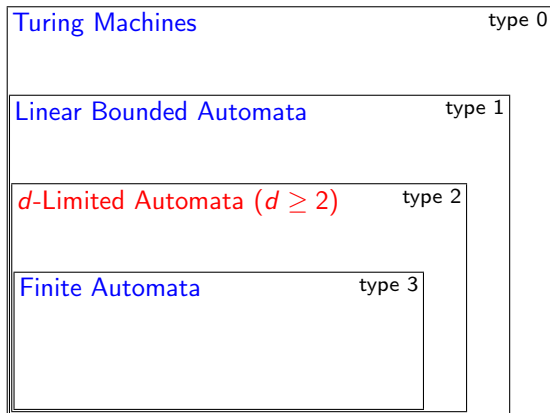 Turing Machines type 0
Linear Bounded Automata type 1
d-Limited Automata (d ≥ 2) type 2
Finite Automata type 3